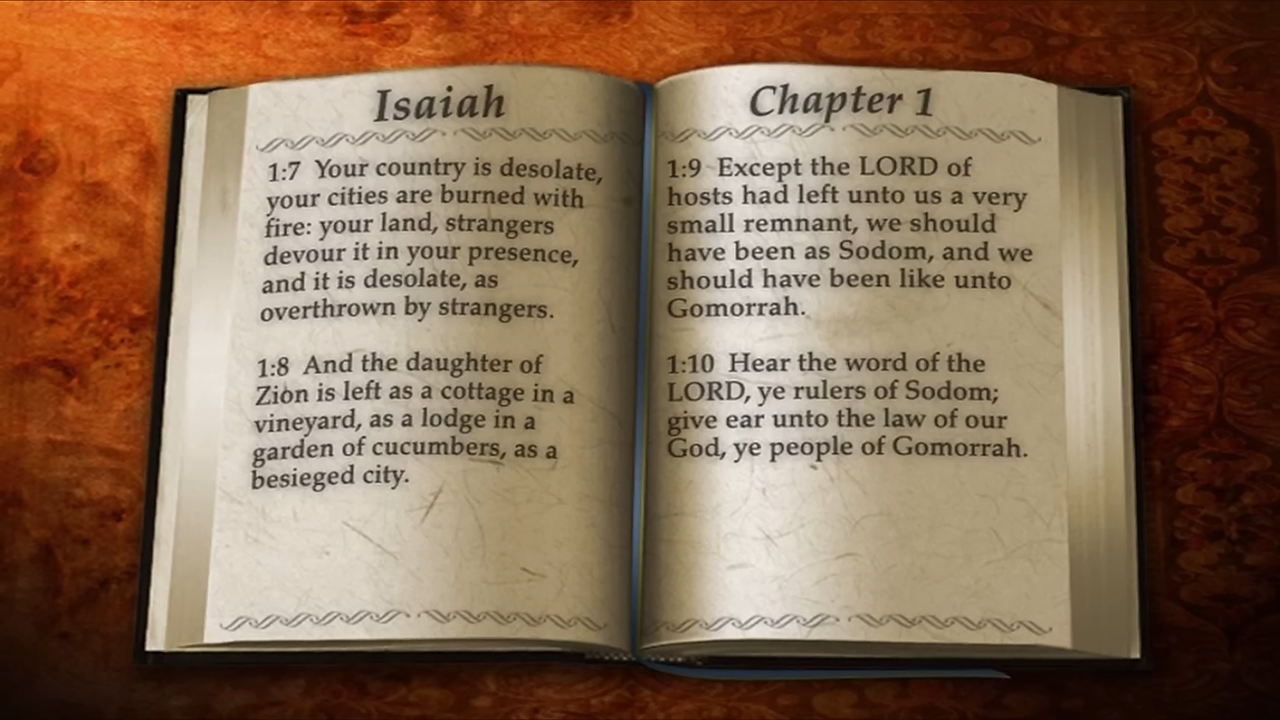 Isaiah
1:7  Your country is desolate,
your cities are burned with
fire: your land, strangers
devour it in your presence,
and it is desolate, as
overthrown by strangers.
1:8  And the daughter of
Zion is left as a cottage in a
vineyard, as a lodge in a
garden of cucumbers, as a
besieged city.
Chapter 1
1:9  Except the LORD of
hosts had left unto us a very
small remnant, we should
have been as Sodom, and we
should have been like unto
Gomorrah.
1:10  Hear the word of the
LORD, ye rulers of Sodom;
give ear unto the law of our
God, ye people of Gomorrah.